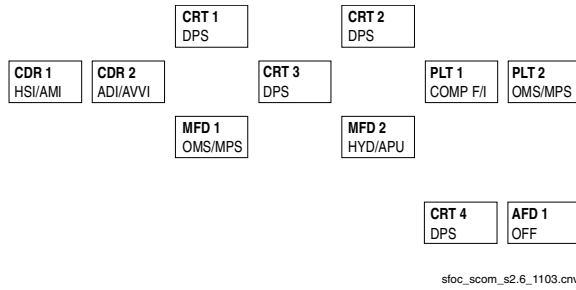 CRT 1
DPS
CRT 2
DPS
CDR 1
HSI/AMI
CDR 2
ADI/AVVI
CRT 3
DPS
PLT 1
COMP F/I
PLT 2
OMS/MPS
MFD 1
OMS/MPS
MFD 2
HYD/APU
CRT 4
DPS
AFD 1
OFF
sfoc_scom_s2.6_1103.cnv